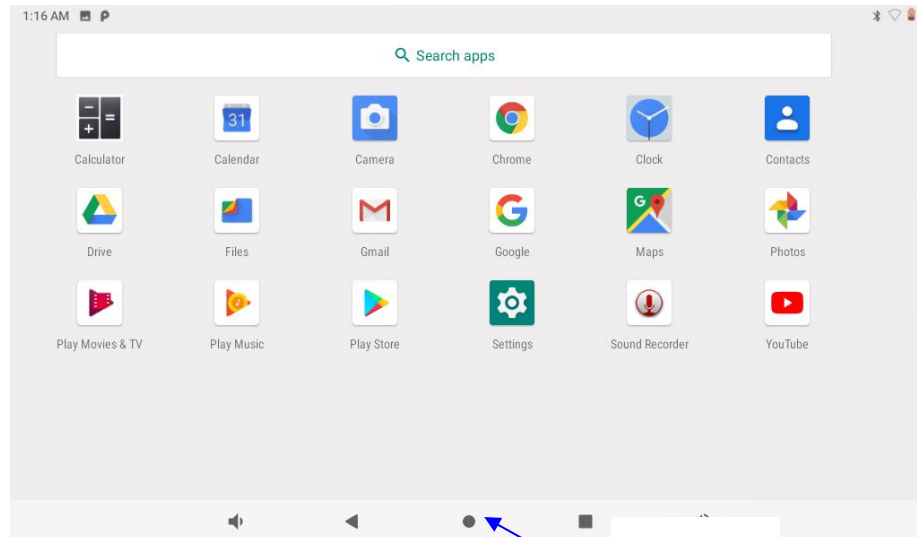 1:16 AM
Search apps
31
Calculator Calendar Camera Chrome Clock Contacts
G G
Drive Files Gmail Google Maps Photos
Play Movies & TV Play Music Play Store Settings Sound Recorder YouTube